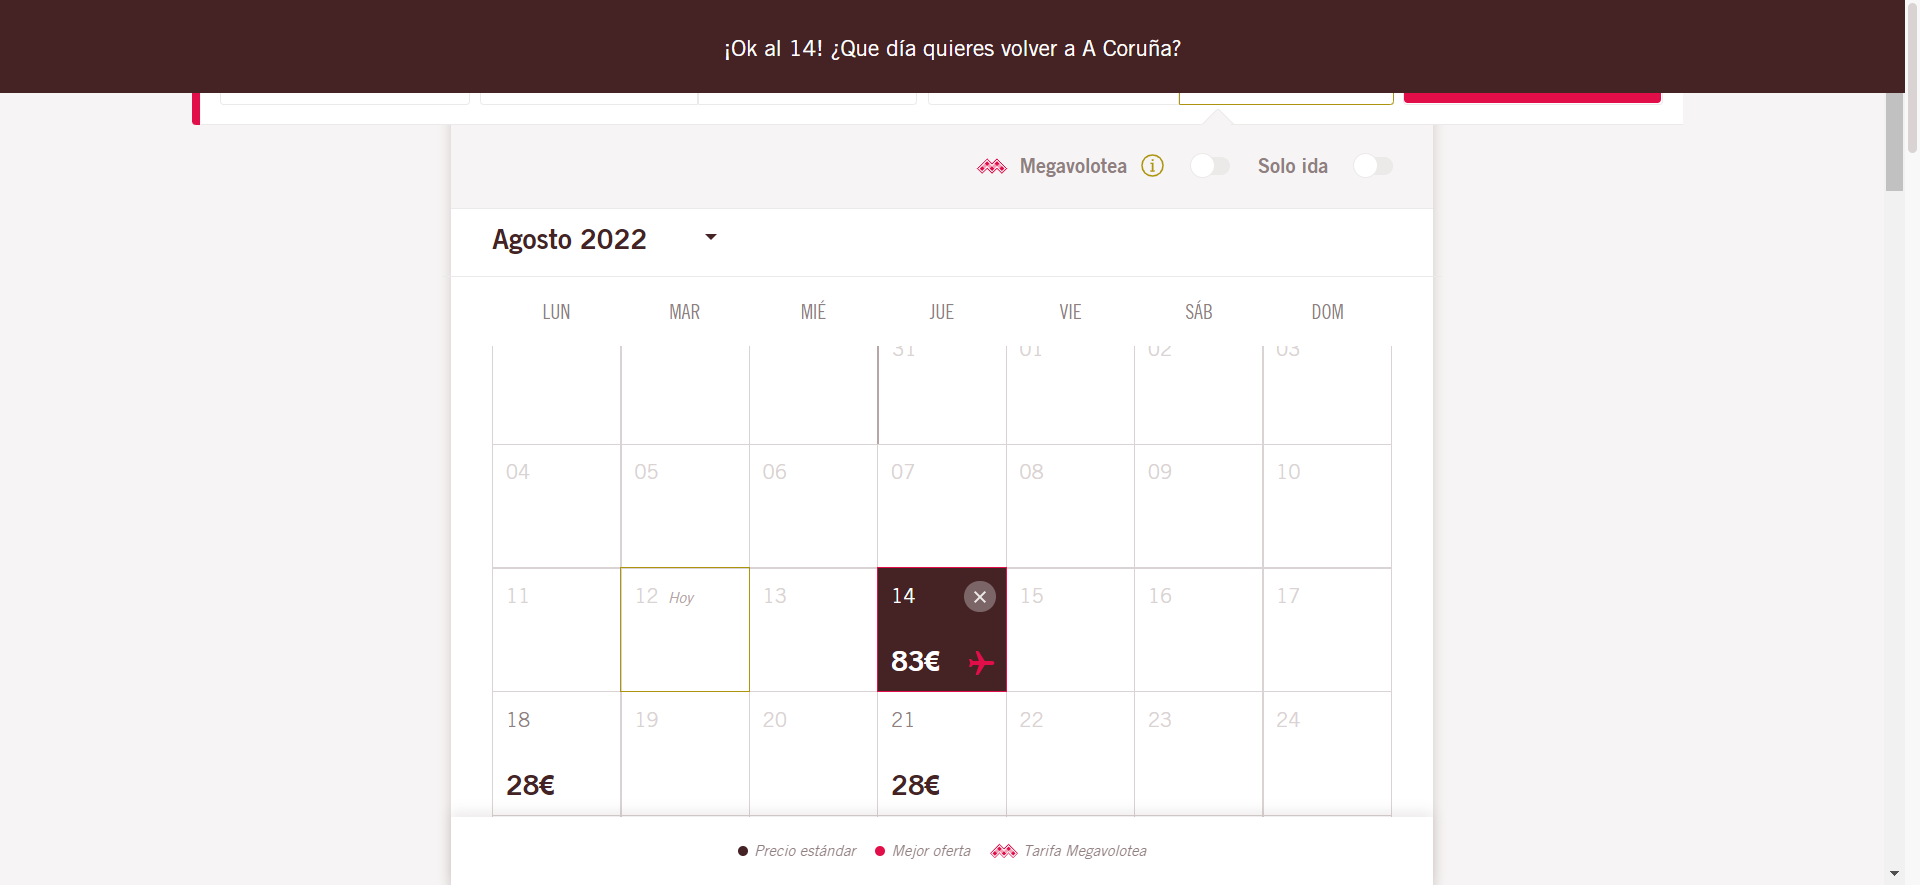 ¡Ok al 14! ¿Que día quieres volver a A Coruña?
Megavolotea
Solo ida
Agosto 2022
LUN MAR MIÉ JUE VIE SÁB DOM
31 01 02 03
04 05 06 07 08 09 10
11 12 Hoy 13 14 15 16 17
83€
18 19 20 21 22 23 24
28€ 28€
Precio estándar Mejor oferta Tarifa Megavolotea